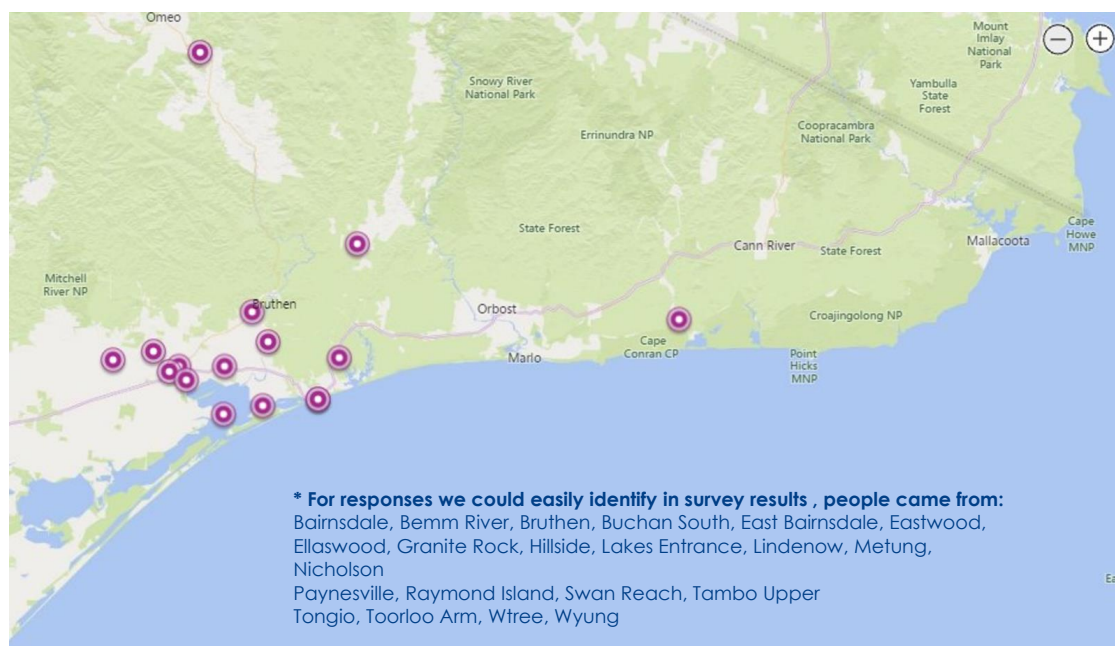 Omeo
Mount
Imlay
National
Park
Snowy River
National Park
Yambulla
State
Forest
Errinundra NP
Coopracambra
National Park
State Forest
Cann River
State Forest
Mallacoota
Cape
Howe
MNP
Mitchell
River NP
Bruthen
Orbost
Croajingolong NP
Marlo
Cape
Conran CP
Point
Hicks
MNP
* For responses we could easily identify in survey results , people came from:
Bairnsdale, Bemm River, Bruthen, Buchan South, East Bairnsdale, Eastwood,
Ellaswood, Granite Rock, Hillside, Lakes Entrance, Lindenow, Metung,
Nicholson
Paynesville, Raymond Island, Swan Reach, Tambo Upper
Tongio, Toorloo Arm, Wtree, Wyung